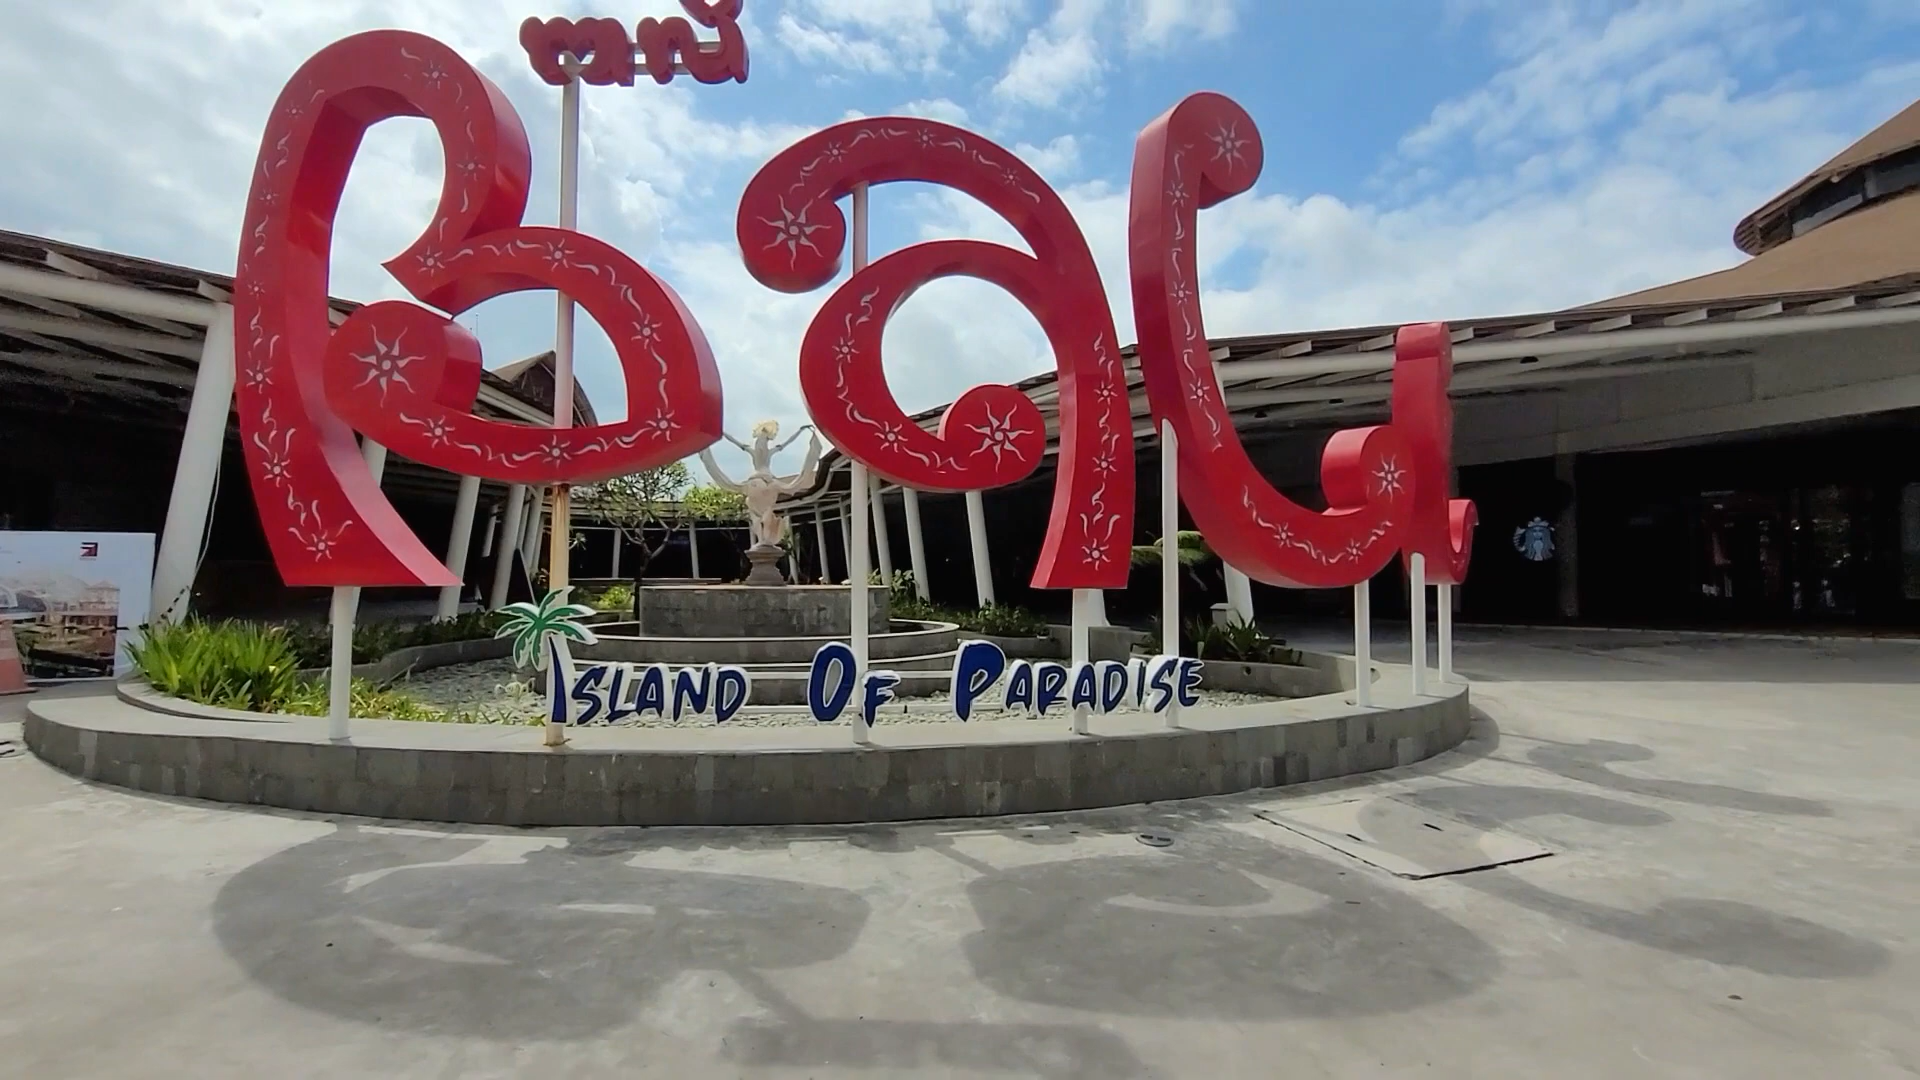 ᬩᬮᬶ
Bali
Island Of Paradise